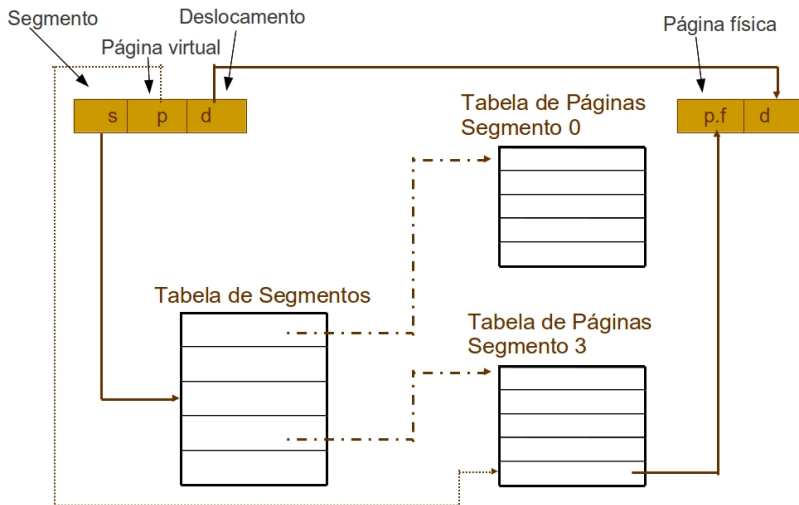 Segmento
Deslocamento
Página virtual
Página física
s p d
Tabela de Páginas
Segmento 0
p.f d
Tabela de Segmentos
Tabela de Páginas
Segmento 3